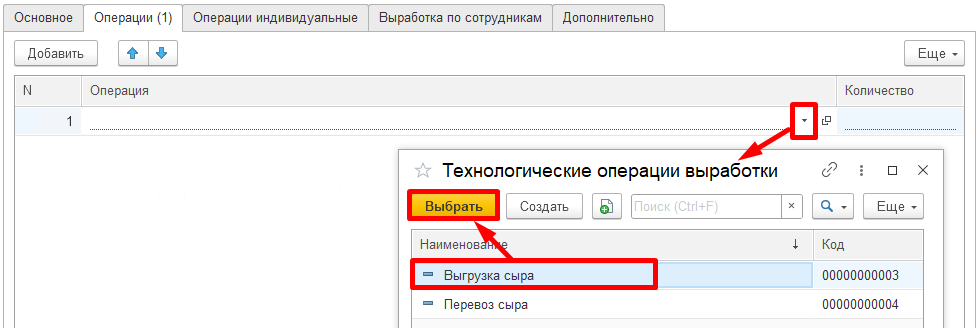 Основное Операции (1) Операции индивидуальные Выработка по сотрудникам Дополнительно
Добавить Еще
N Операция Количество
1
Технологические операции выработки
Выбрать Создать Поиск (Ctrl+F) × Еще
Наименование ↓ Код
Выгрузка сыра 00000000003
Перевоз сыра 00000000004